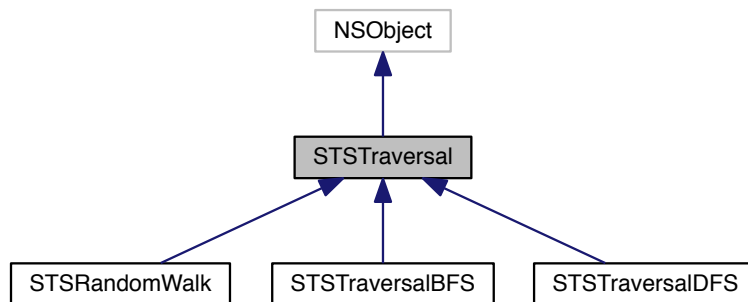 NSObject
STSTraversal
STSRandomWalk
STSTraversalBFS
STSTraversalDFS